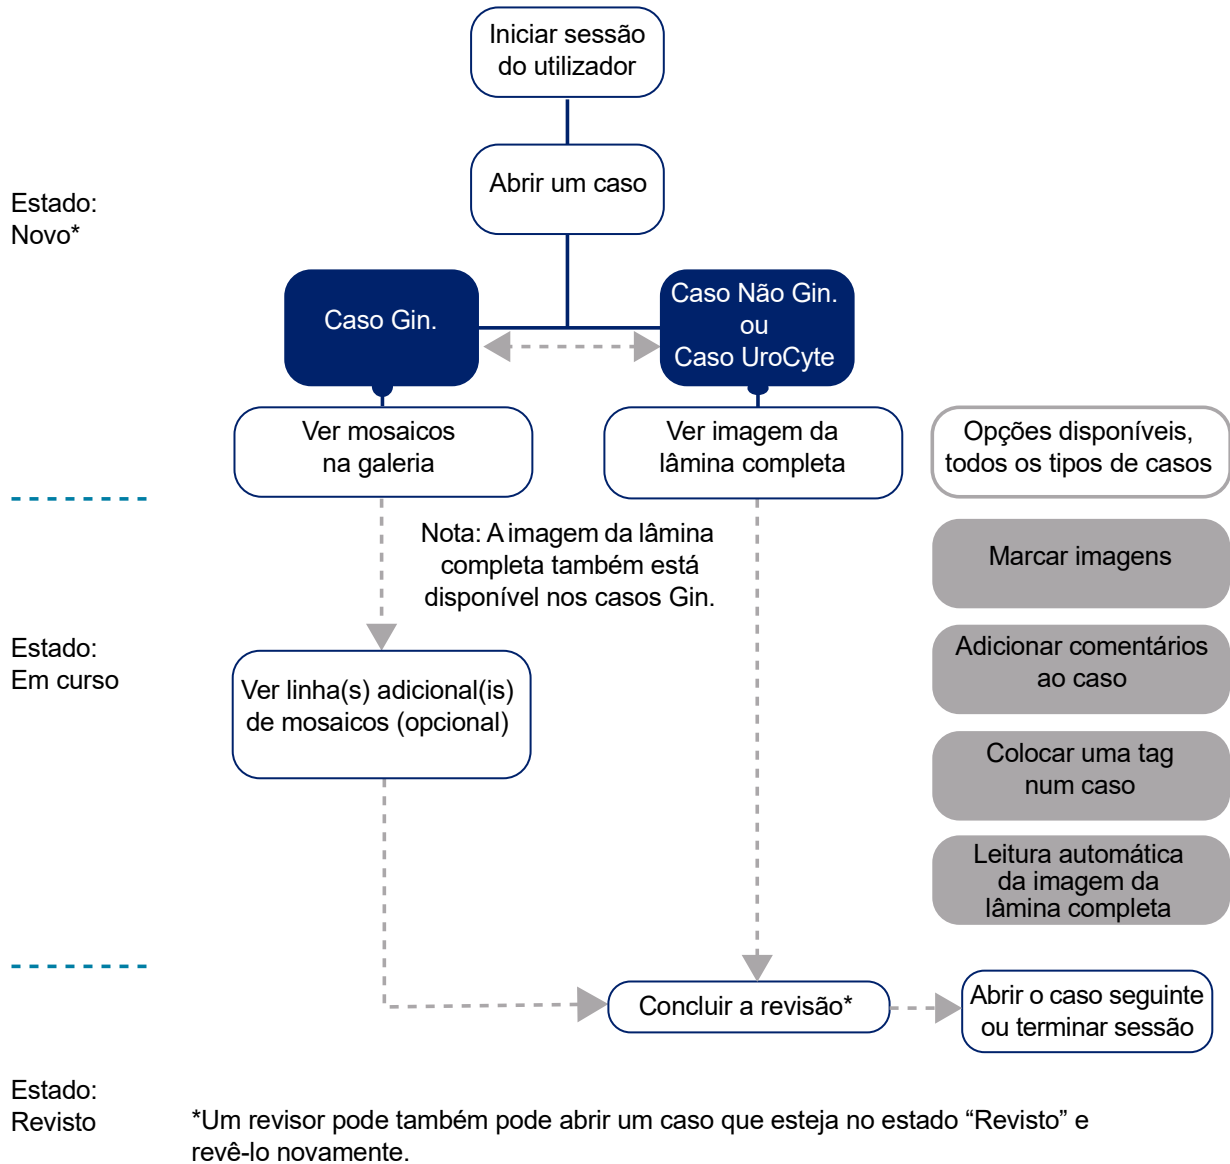 Iniciar sessão
do utilizador
Abrir um caso
Estado:
Novo*
Caso Gin.
Caso Não Gin.
ou
Caso UroCyte
Ver mosaicos
na galeria
Ver imagem da
lâmina completa
Opções disponíveis,
todos os tipos de casos
Nota: A imagem da lâmina
completa também está
disponível nos casos Gin.
Marcar imagens
Estado:
Em curso
Ver linha(s) adicional(is)
de mosaicos (opcional)
Adicionar comentários
ao caso
Colocar uma tag
num caso
Leitura automática
da imagem da
lâmina completa
Concluir a revisão*
Abrir o caso seguinte
ou terminar sessão
Estado:
Revisto
*Um revisor pode também pode abrir um caso que esteja no estado “Revisto” e
revê-lo novamente.